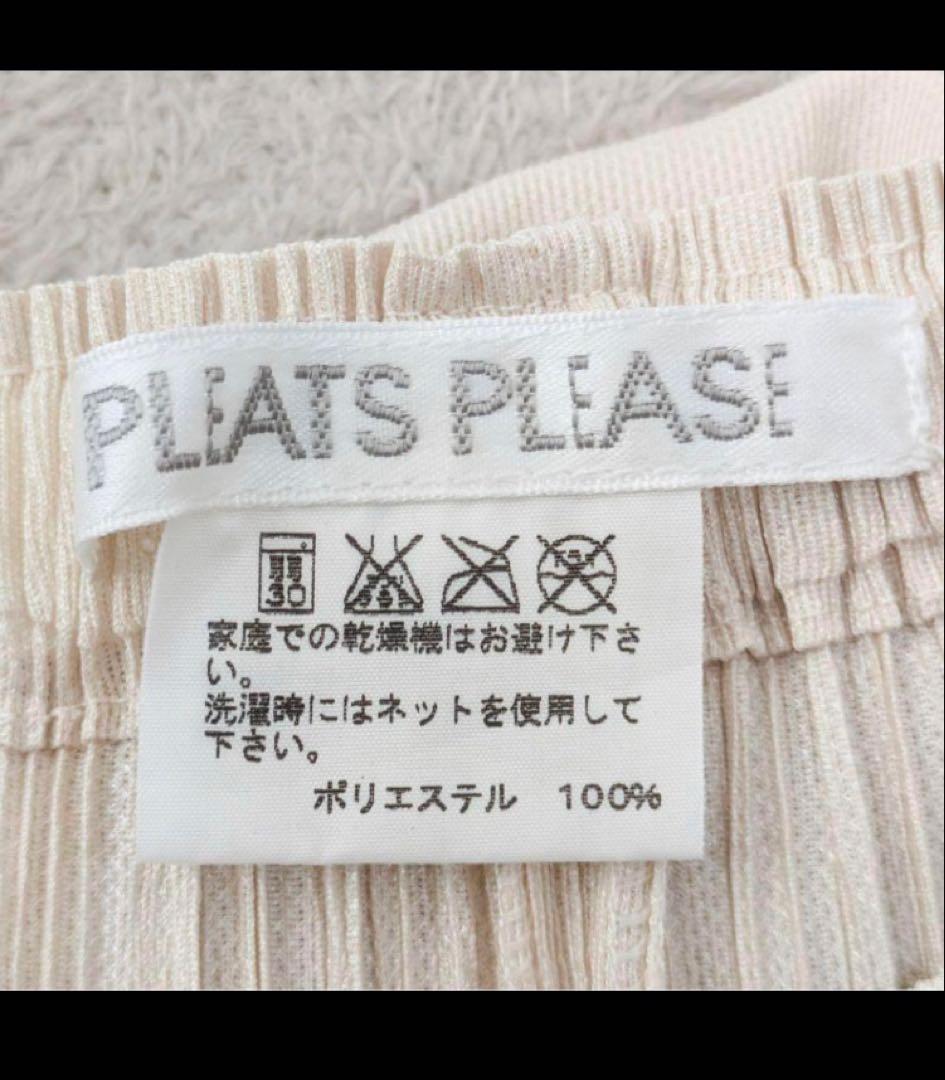 PLEATS PLEASE
弱
30
家庭での乾燥機はお避け下さ
い。
洗濯時にはネットを使用して
下さい。
ポリエステル 100%